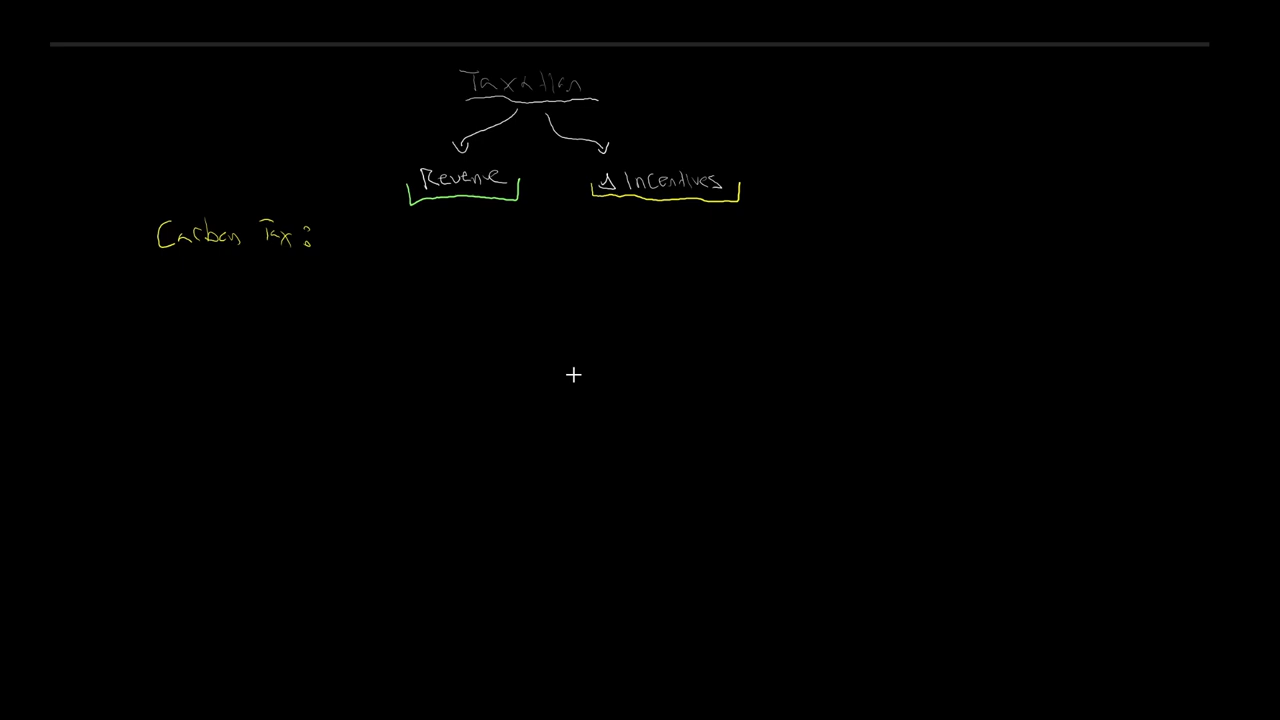 Taxation
Revenue Δ Incentives
Carbon Tax: